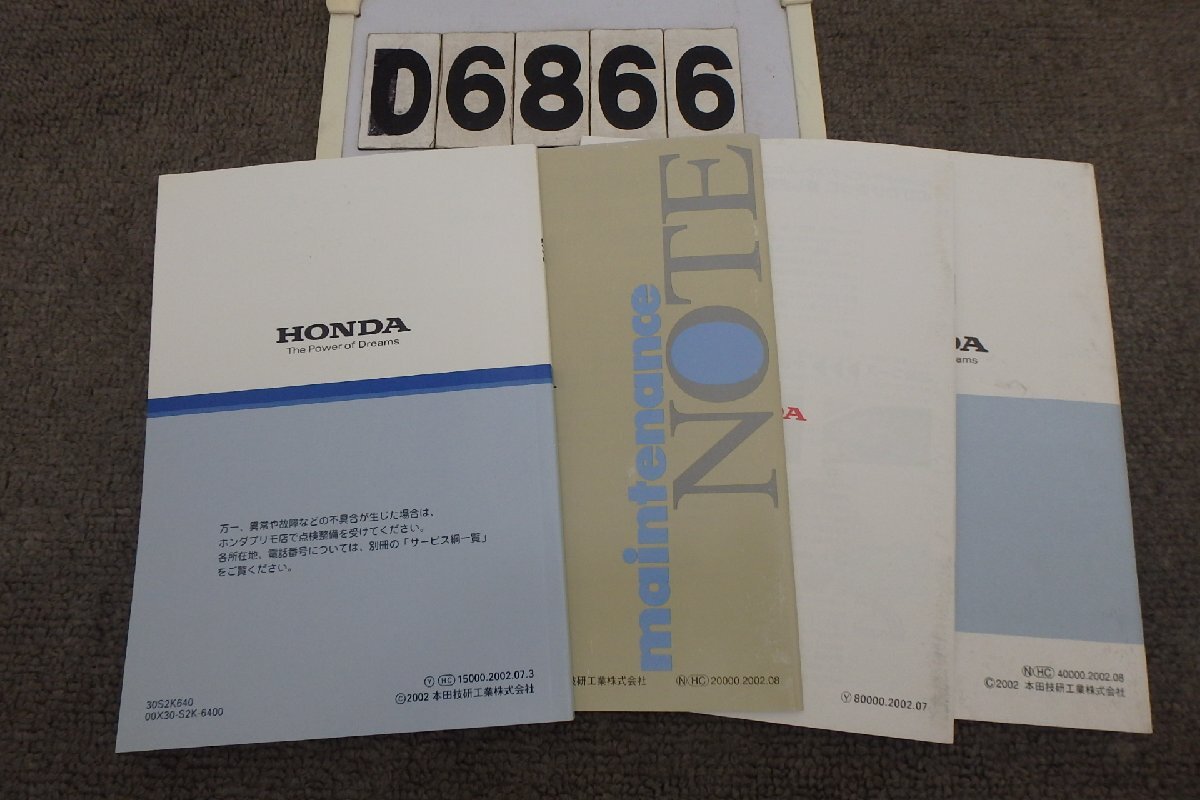 D6866
HONDA
The Power of Dreams
万一、異常や故障などの不具合が生じた場合は、
ホンダプリモ店で点検整備を受けてください。
各所在地、電話番号については、別冊の「サービス網一覧」
をご覧ください。
30S2K640
00X30-S2K-6400
Ⓨ HC 15000.2002.07.3
©2002 本田技研工業株式会社
maintenance
NOTE
研工業株式会社
Ⓝ HC 20000.2002.08
DA
Ⓨ 80000.2002.07
DA
ams
Ⓝ HC 40000.2002.08
©2002 本田技研工業株式会社